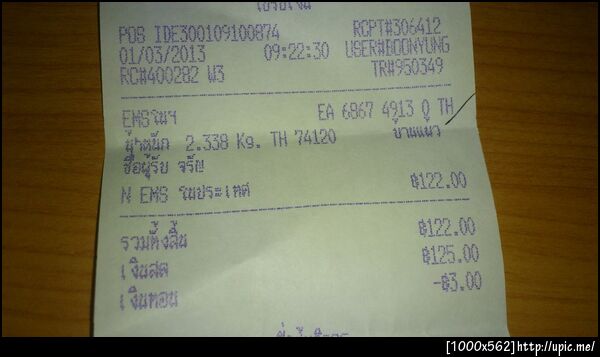 POS IDE300109100874 RCPT#306412
01/03/2013 09:22:30 USER#BOONYUNG
RC#400282 W3 TR#950349
EMSในฯ EA 6867 4913 0 TH
น้ำหนัก 2.338 Kg. TH 74120 บ้านแพ้ว
ชื่อผู้รับ จรัญ
N EMS ในประเทศ ฿122.00
รวมทั้งสิ้น ฿122.00
เงินสด ฿125.00
เงินทอน -฿3.00
[1000x562]http://upic.me/